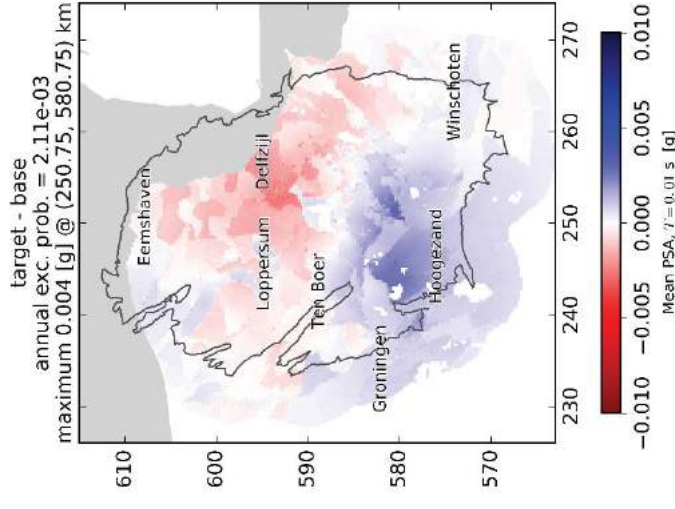 target - base
annual exc. prob. = 2.11e-03
maximum 0.004 [g] @ (250.75, 580.75) km
610
600
590
580
570
Eemshaven
Delfzijl
Loppersum
Ten Boer
Groningen
Hoogezand
Winschoten
230
240
250
260
270
−0.010
−0.005
0.000
0.005
0.010
Mean PSA, T = 0.01 s [g]